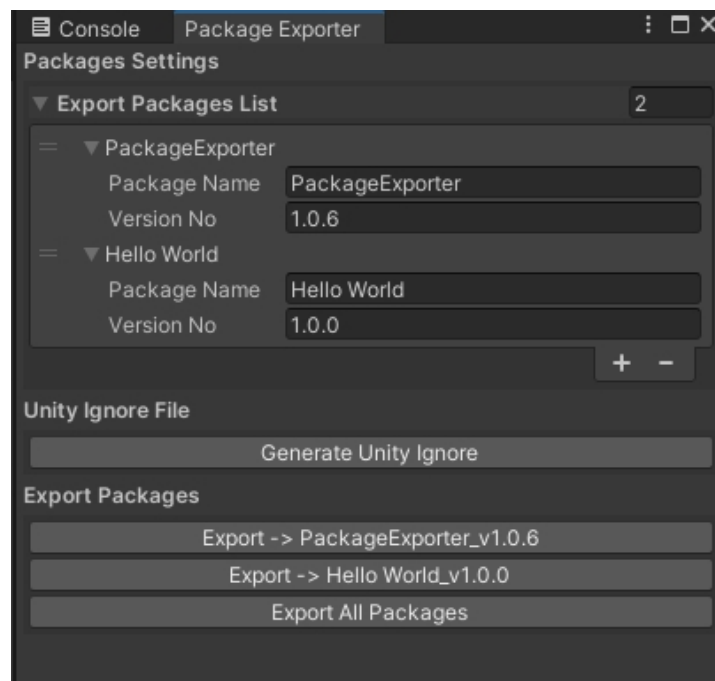 Console Package Exporter
Packages Settings
Export Packages List 2
PackageExporter
Package Name PackageExporter
Version No 1.0.6
Hello World
Package Name Hello World
Version No 1.0.0
+ -
Unity Ignore File
Generate Unity Ignore
Export Packages
Export -> PackageExporter_v1.0.6
Export -> Hello World_v1.0.0
Export All Packages